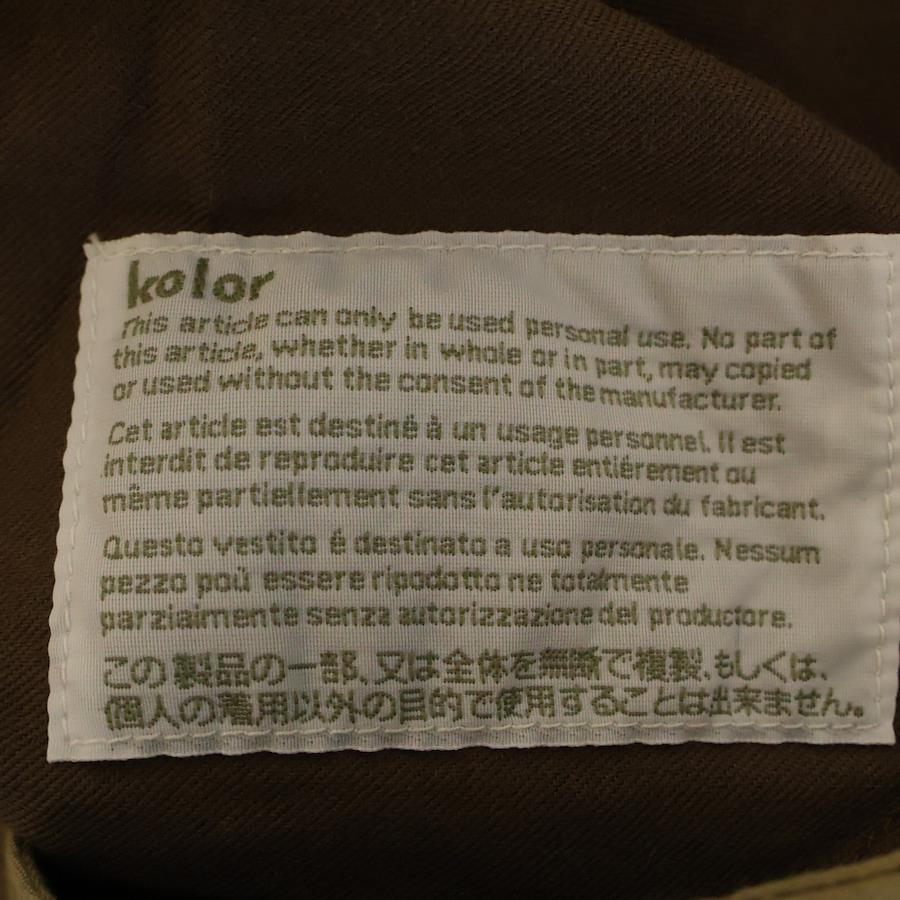 kolor
This article can only be used personal use. No part of
this article, whether in whole or in part, may copied
or used without the consent of the manufacturer.
Cet article est destiné à un usage personnel. Il est
interdit de reproduire cet article entiérement ou
même partiellement sans l'autorisation du fabricant.
Questo vestito é destinato a uso personale. Nessum
pezzo poù essere ripodotto ne totalmente
parzialmente senza autorizzazione del productore.
この製品の一部、又は全体を無断で複製、もしくは、
個人の着用以外の目的で使用することは出来ません。